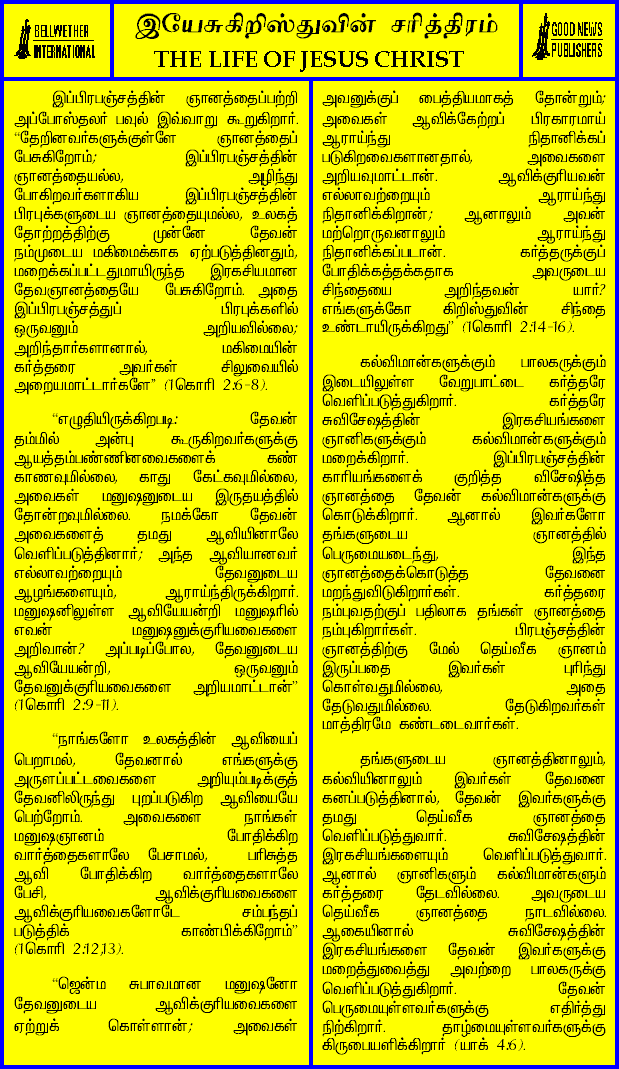 BELLWETHER
INTERNATIONAL
இயேசுகிறிஸ்துவின் சரித்திரம்
THE LIFE OF JESUS CHRIST
GOOD NEWS
PUBLISHERS
இப்பிரபஞ்சத்தின் ஞானத்தைப்பற்றி
அப்போஸ்தலர் பவுல் இவ்வாறு கூறுகிறார்.
“தேறினவர்களுக்குள்ளே ஞானத்தைப்
பேசுகிறோம்; இப்பிரபஞ்சத்தின்
ஞானத்தையல்ல, அழிந்து
போகிறவர்களாகிய இப்பிரபஞ்சத்தின்
பிரபுக்களுடைய ஞானத்தையுமல்ல, உலகத்
தோற்றத்திற்கு முன்னே தேவன்
நம்முடைய மகிமைக்காக ஏற்படுத்தினதும்,
மறைக்கப்பட்டதுமாயிருந்த இரகசியமான
தேவஞானத்தையே பேசுகிறோம். அதை
இப்பிரபஞ்சத்துப் பிரபுக்களில்
ஒருவனும் அறியவில்லை;
அறிந்தார்களானால், மகிமையின்
கர்த்தரை அவர்கள் சிலுவையில்
அறையமாட்டார்களே” (1கொரி 2:6-8).
“எழுதியிருக்கிறபடி: தேவன்
தம்மில் அன்பு கூருகிறவர்களுக்கு
ஆயத்தம்பண்ணினவைகளைக் கண்
காணவுமில்லை, காது கேட்கவுமில்லை,
அவைகள் மனுஷனுடைய இருதயத்தில்
தோன்றவுமில்லை. நமக்கோ தேவன்
அவைகளைத் தமது ஆவியினாலே
வெளிப்படுத்தினார்; அந்த ஆவியானவர்
எல்லாவற்றையும் தேவனுடைய
ஆழங்களையும், ஆராய்ந்திருக்கிறார்.
மனுஷனிலுள்ள ஆவியேயன்றி மனுஷரில்
எவன் மனுஷனுக்குரியவைகளை
அறிவான்? அப்படிப்போல, தேவனுடைய
ஆவியேயன்றி, ஒருவனும்
தேவனுக்குரியவைகளை அறியமாட்டான்”
(1கொரி 2:9-11).
“நாங்களோ உலகத்தின் ஆவியைப்
பெறாமல், தேவனால் எங்களுக்கு
அருளப்பட்டவைகளை அறியும்படிக்குத்
தேவனிலிருந்து புறப்படுகிற ஆவியையே
பெற்றோம். அவைகளை நாங்கள்
மனுஷஞானம் போதிக்கிற
வார்த்தைகளாலே பேசாமல், பரிசுத்த
ஆவி போதிக்கிற வார்த்தைகளாலே
பேசி, ஆவிக்குரியவைகளை
ஆவிக்குரியவைகளோடே சம்பந்தப்
படுத்திக் காண்பிக்கிறோம்”
(1கொரி 2:12,13).
“ஜென்ம சுபாவமான மனுஷனோ
தேவனுடைய ஆவிக்குரியவைகளை
ஏற்றுக் கொள்ளான்; அவைகள்
அவனுக்குப் பைத்தியமாகத் தோன்றும்;
அவைகள் ஆவிக்கேற்றப் பிரகாரமாய்
ஆராய்ந்து நிதானிக்கப்
படுகிறவைகளானதால், அவைகளை
அறியவுமாட்டான். ஆவிக்குரியவன்
எல்லாவற்றையும் ஆராய்ந்து
நிதானிக்கிறான்; ஆனாலும் அவன்
மற்றொருவனாலும் ஆராய்ந்து
நிதானிக்கப்படான். கர்த்தருக்குப்
போதிக்கத்தக்கதாக அவருடைய
சிந்தையை அறிந்தவன் யார்?
எங்களுக்கோ கிறிஸ்துவின் சிந்தை
உண்டாயிருக்கிறது” (1கொரி 2:14-16).
கல்விமான்களுக்கும் பாலகருக்கும்
இடையிலுள்ள வேறுபாட்டை கர்த்தரே
வெளிப்படுத்துகிறார். கர்த்தரே
சுவிசேஷத்தின் இரகசியங்களை
ஞானிகளுக்கும் கல்விமான்களுக்கும்
மறைக்கிறார். இப்பிரபஞ்சத்தின்
காரியங்களைக் குறித்த விசேஷித்த
ஞானத்தை தேவன் கல்விமான்களுக்கு
கொடுக்கிறார். ஆனால் இவர்களோ
தங்களுடைய ஞானத்தில்
பெருமையடைந்து, இந்த
ஞானத்தைக்கொடுத்த தேவனை
மறந்துவிடுகிறார்கள். கர்த்தரை
நம்புவதற்குப் பதிலாக தங்கள் ஞானத்தை
நம்புகிறார்கள். பிரபஞ்சத்தின்
ஞானத்திற்கு மேல் தெய்வீக ஞானம்
இருப்பதை இவர்கள் புரிந்து
கொள்வதுமில்லை, அதை
தேடுவதுமில்லை. தேடுகிறவர்கள்
மாத்திரமே கண்டடைவார்கள்.
தங்களுடைய ஞானத்தினாலும்,
கல்வியினாலும் இவர்கள் தேவனை
கனப்படுத்தினால், தேவன் இவர்களுக்கு
தமது தெய்வீக ஞானத்தை
வெளிப்படுத்துவார். சுவிசேஷத்தின்
இரகசியங்களையும் வெளிப்படுத்துவார்.
ஆனால் ஞானிகளும் கல்விமான்களும்
கர்த்தரை தேடவில்லை. அவருடைய
தெய்வீக ஞானத்தை நாடவில்லை.
ஆகையினால் சுவிசேஷத்தின்
இரகசியங்களை தேவன் இவர்களுக்கு
மறைத்துவைத்து அவற்றை பாலகருக்கு
வெளிப்படுத்துகிறார். தேவன்
பெருமையுள்ளவர்களுக்கு எதிர்த்து
நிற்கிறார். தாழ்மையுள்ளவர்களுக்கு
கிருபையளிக்கிறார் (யாக் 4:6).